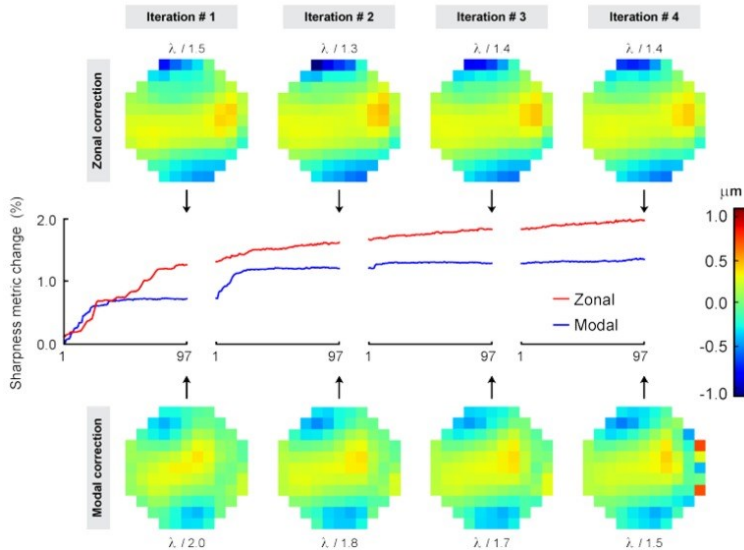 Iteration # 1 Iteration # 2 Iteration # 3 Iteration # 4
λ / 1.5 λ / 1.3 λ / 1.4 λ / 1.4
Zonal correction
μm
Sharpness metric change (%)
2.0
1.0
0.0
1 97 1 97 1 97 1 97
Zonal
Modal
1.0
0.5
0.0
-0.5
-1.0
Modal correction
λ / 2.0 λ / 1.8 λ / 1.7 λ / 1.5